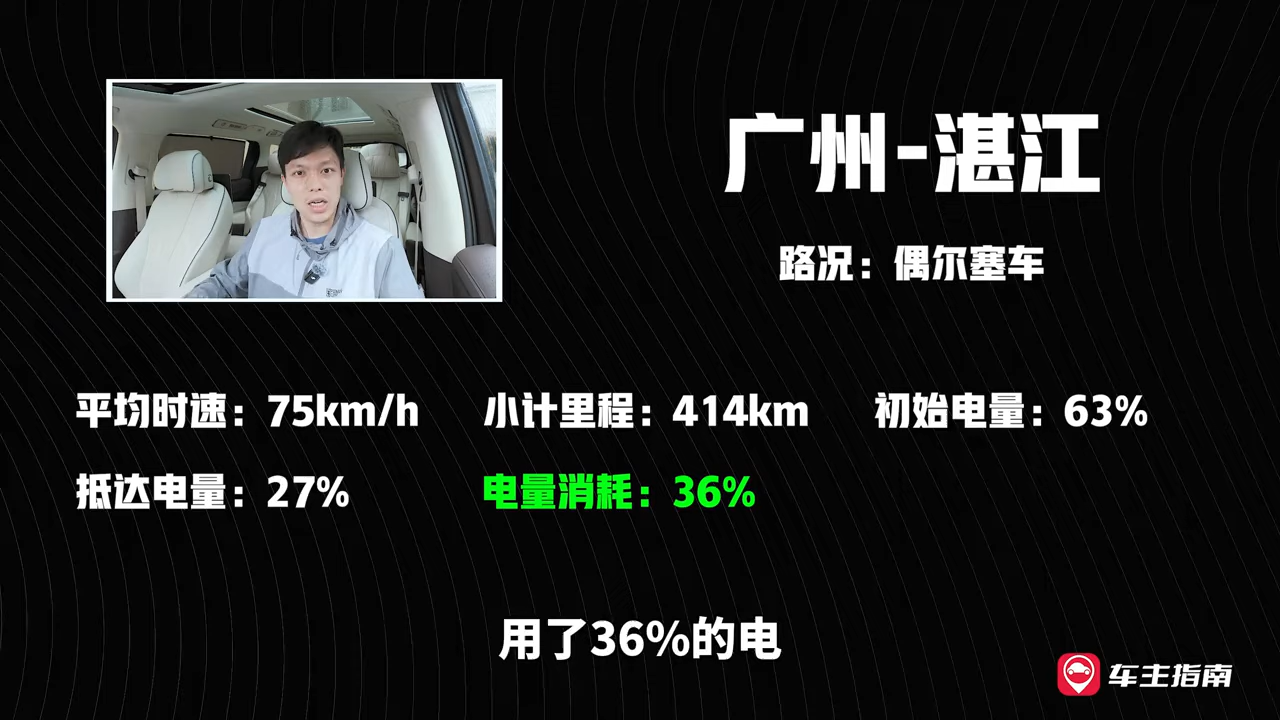 广州-湛江
路况：偶尔塞车
平均时速：75km/h
小计里程：414km
初始电量：63%
抵达电量：27%
电量消耗：36%
用了36%的电
车主指南